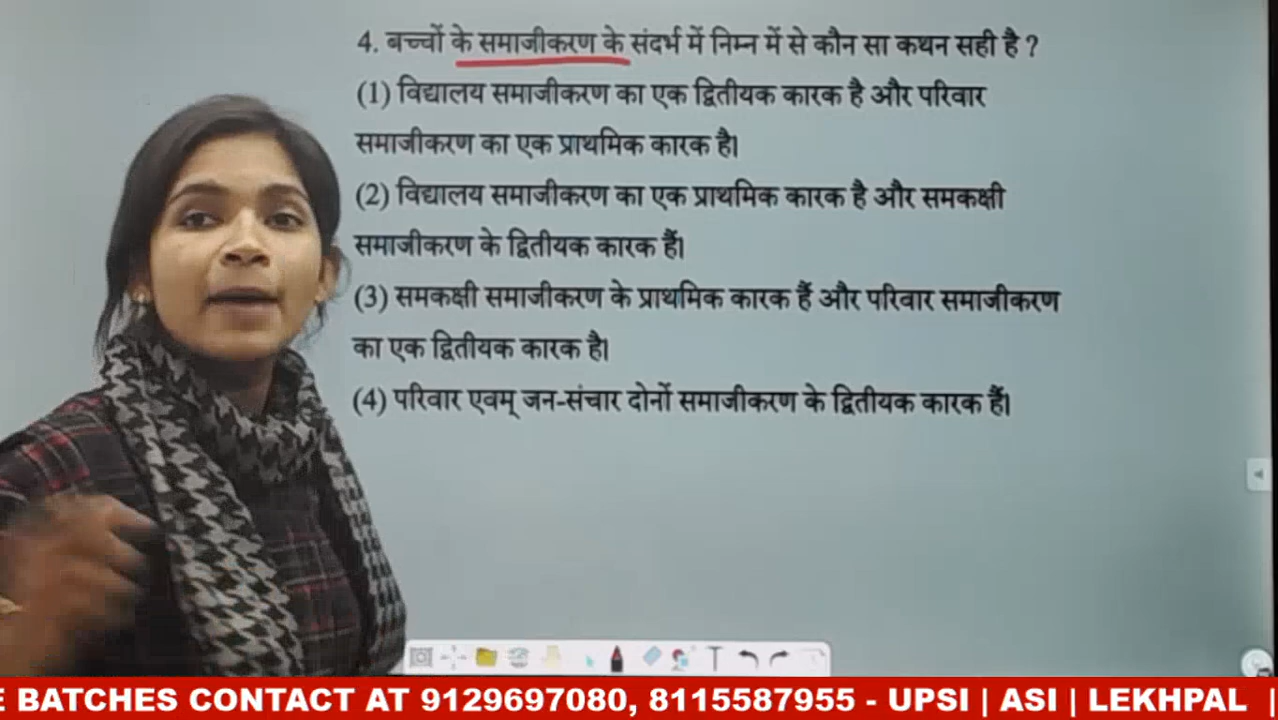 4. बच्चों के समाजीकरण के संदर्भ में निम्न में से कौन सा कथन सही है ?
(1) विद्यालय समाजीकरण का एक द्वितीयक कारक है और परिवार
समाजीकरण का एक प्राथमिक कारक है।
(2) विद्यालय समाजीकरण का एक प्राथमिक कारक है और समकक्षी
समाजीकरण के द्वितीयक कारक हैं।
(3) समकक्षी समाजीकरण के प्राथमिक कारक हैं और परिवार समाजीकरण
का एक द्वितीयक कारक है।
(4) परिवार एवम् जन-संचार दोनों समाजीकरण के द्वितीयक कारक हैं।
E BATCHES CONTACT AT 9129697080, 8115587955 - UPSI | ASI | LEKHPAL |